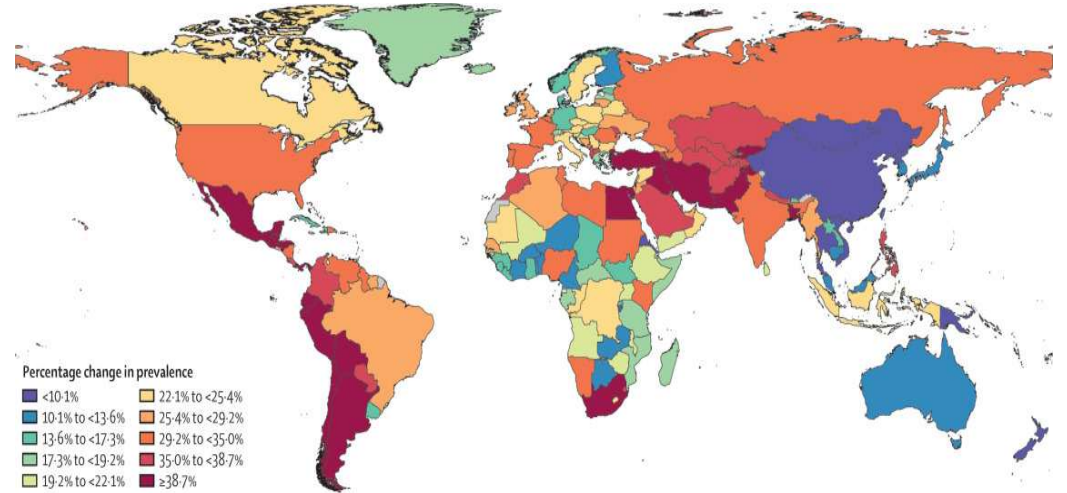 Percentage change in prevalence
<10·1%
10·1% to <13·6%
13·6% to <17·3%
17·3% to <19·2%
19·2% to <22·1%
22·1% to <25·4%
25·4% to <29·2%
29·2% to <35·0%
35·0% to <38·7%
≥38·7%